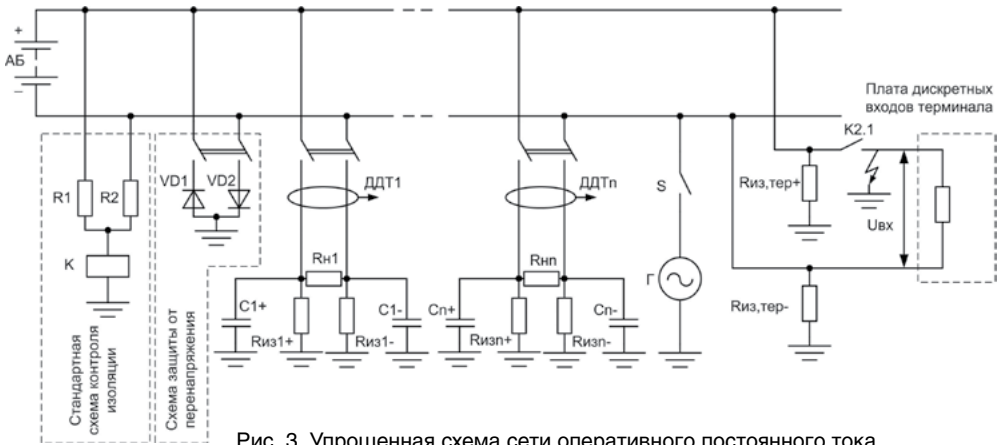 +
АБ
–
R1
R2
K
Стандартная
схема контроля
изоляции
VD1
VD2
Схема защиты от
перенапряжения
ДДТ1
Rн1
C1+
C1-
Rиз1+
Rиз1-
ДДТn
Rнn
Cn+
Cn-
Rизn+
Rизn-
S
Г
Плата дискретных
входов терминала
K2.1
Rиз,тер+
Uвх
Rиз,тер-
Рис. 3. Упрощенная схема сети оперативного постоянного тока